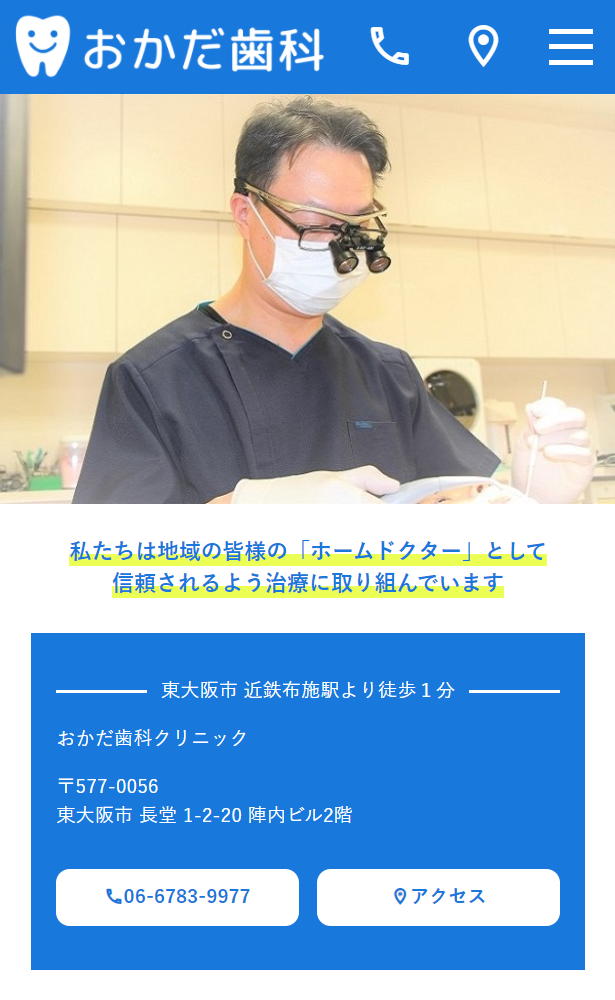 おかだ歯科
私たちは地域の皆様の「ホームドクター」として
信頼されるよう治療に取り組んでいます
東大阪市 近鉄布施駅より徒歩１分
おかだ歯科クリニック
〒577-0056
東大阪市 長堂 1-2-20 陣内ビル2階
06-6783-9977
アクセス